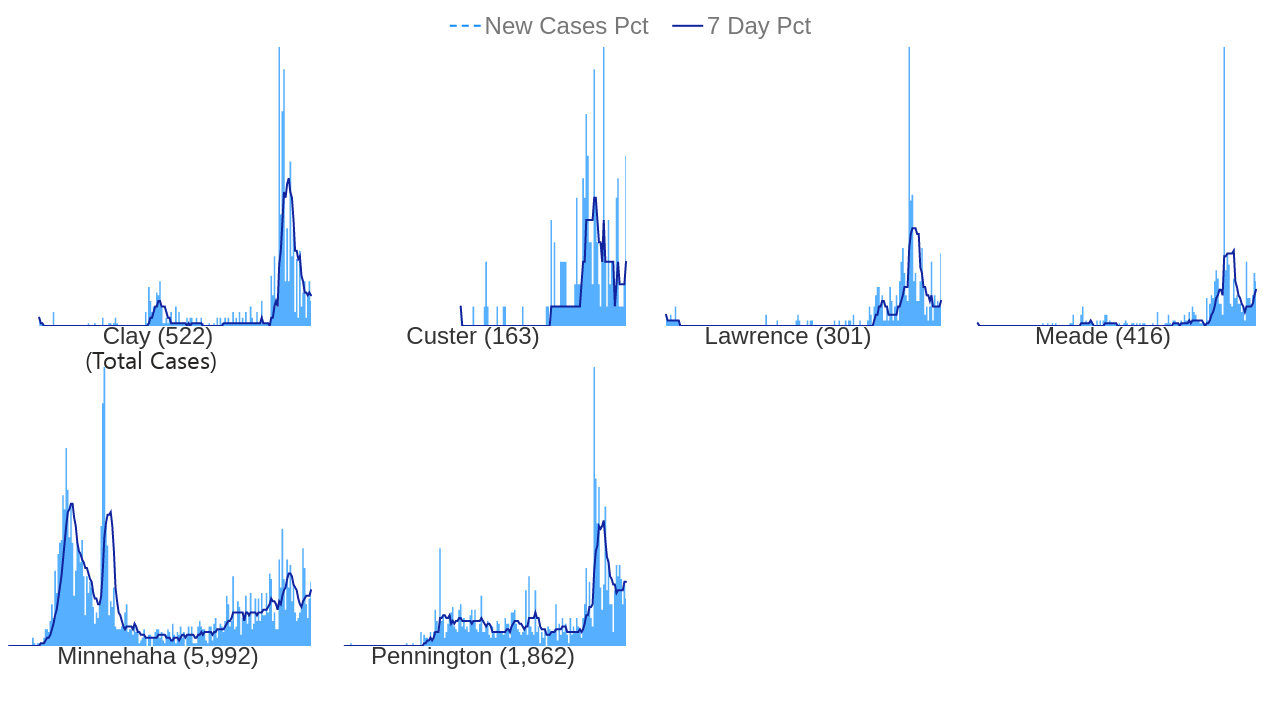 New Cases Pct 7 Day Pct
Clay (522) Custer (163) Lawrence (301) Meade (416)
(Total Cases)
Minnehaha (5,992) Pennington (1,862)